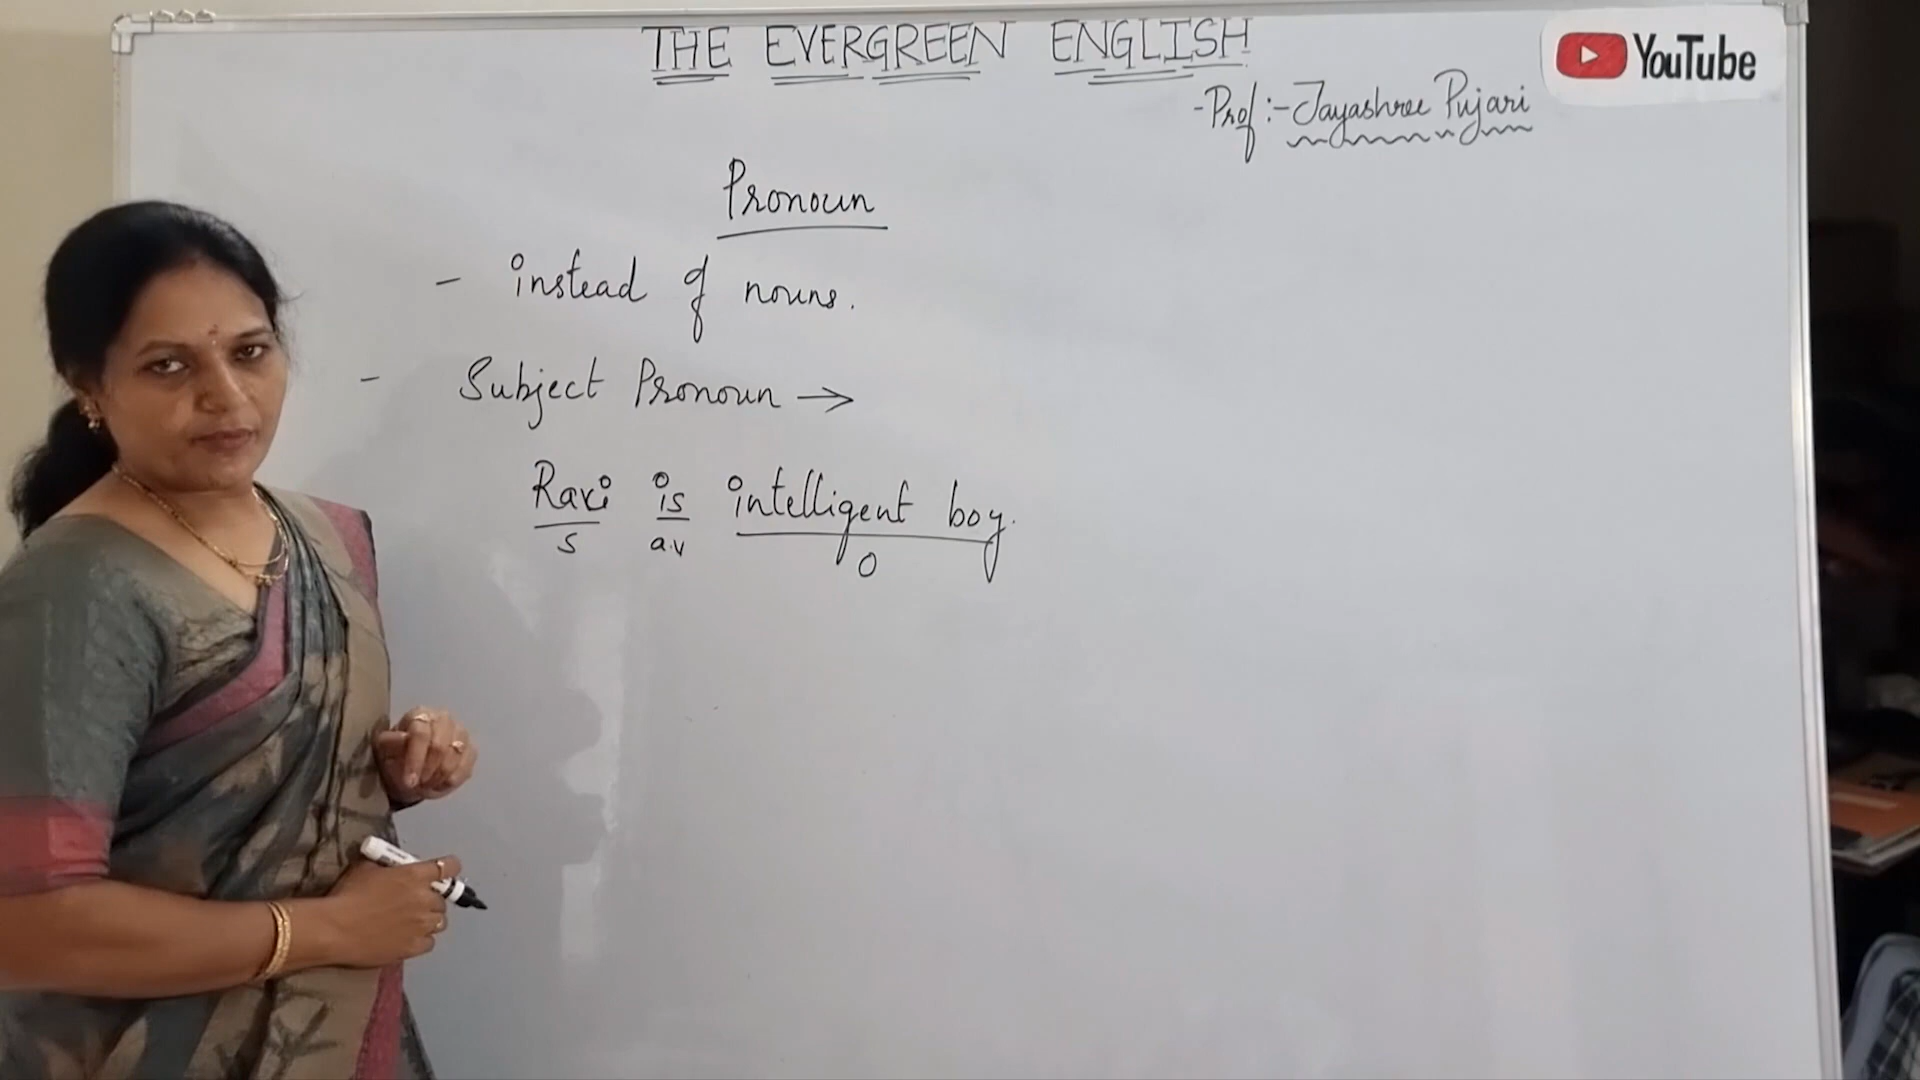 THE EVERGREEN ENGLISH
YouTube
-Prof:-Jayashree Pujari
Pronoun
- instead of nouns.
- Subject Pronoun →
Ravi is intelligent boy.
S a.v O